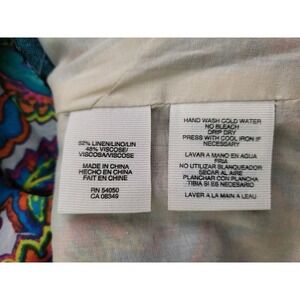 52% LINEN/LINO/LIN
48% VISCOSE/
VISCOSA/VISCOSE
MADE IN CHINA
HECHO EN CHINA
FAIT EN CHINE
RN 54050
CA 08349
HAND WASH COLD WATER
NO BLEACH
DRIP DRY
PRESS WITH COOL IRON IF
NECESSARY
LAVAR A MANO EN AGUA
FRIA
NO UTILIZAR BLANQUEADOR
SECAR AL AIRE
PLANCHAR CON PLANCHA
TIBIA SI ES NECESARIO
LAVER À LA MAIN À L'EAU